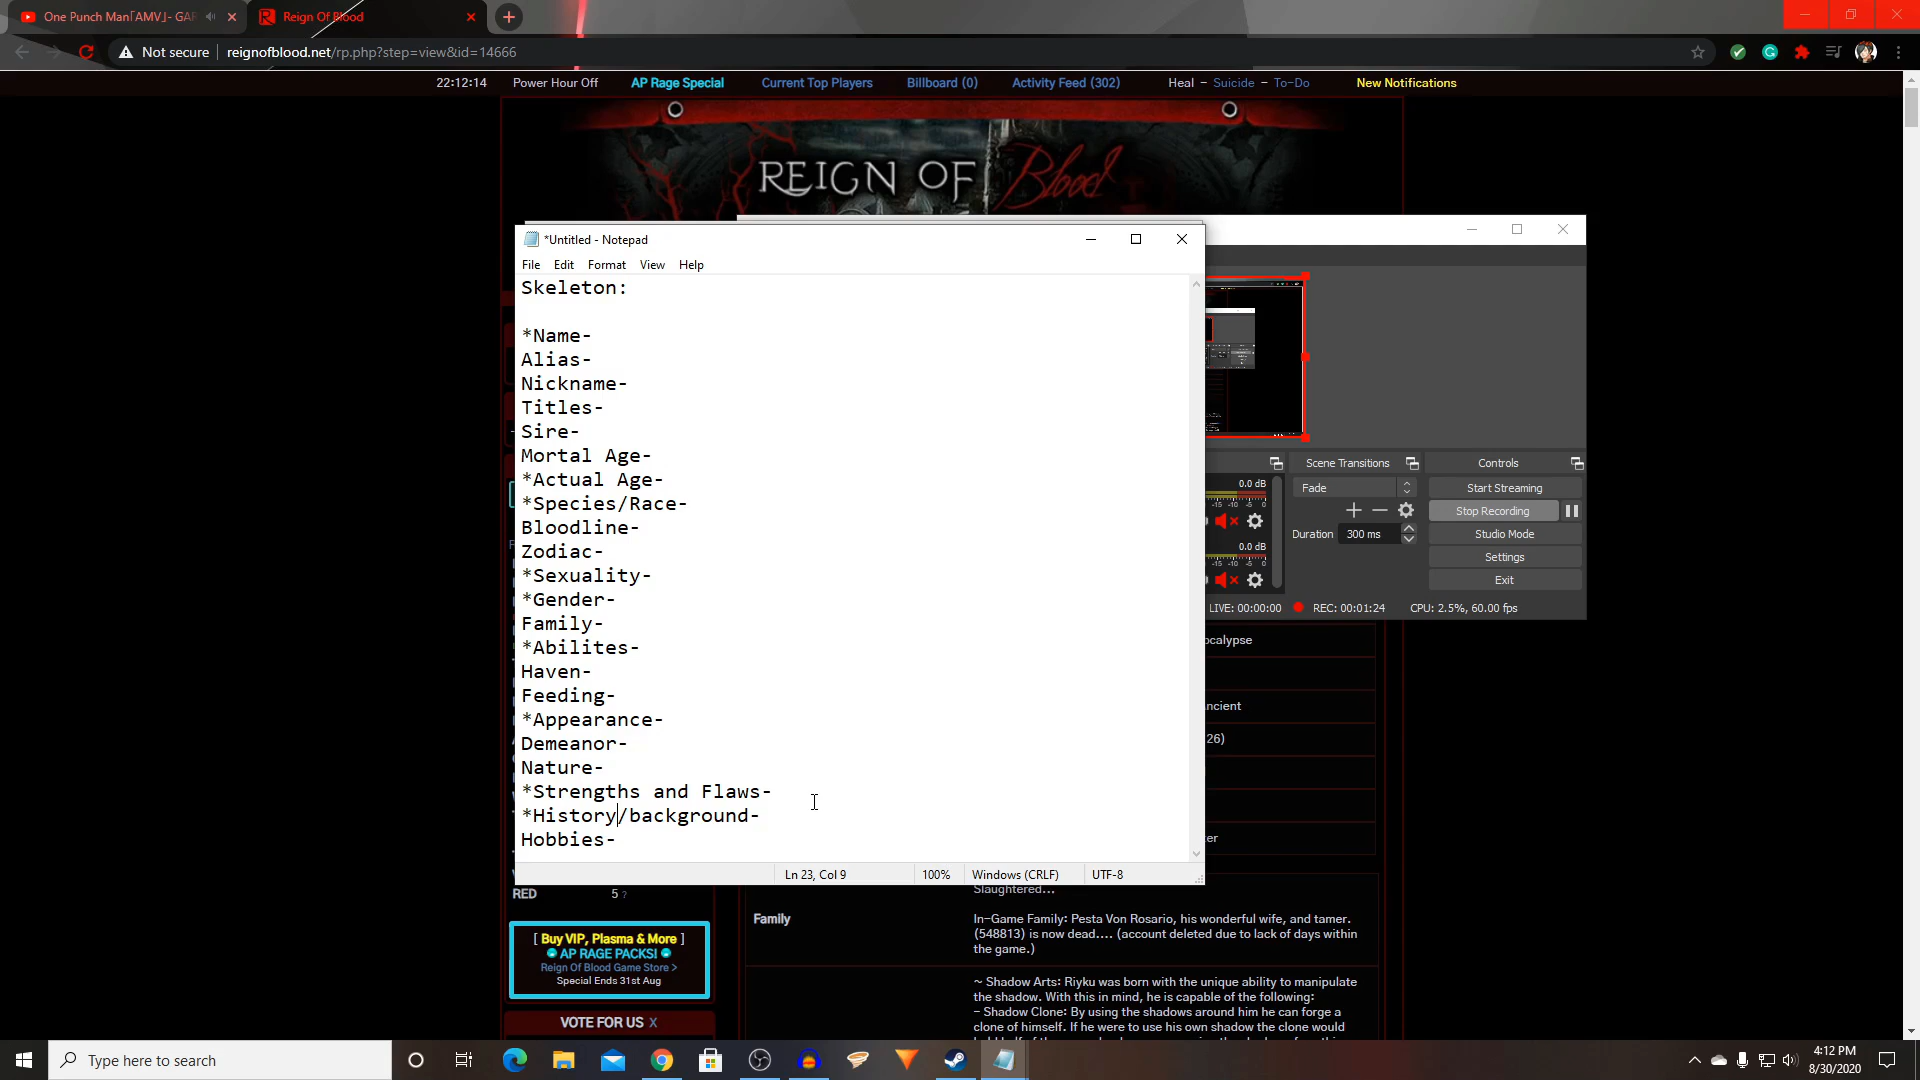 One Punch Man「AMV」- GAR
Reign Of Blood
Not secure
reignofblood.net/rp.php?step=view&id=14666
22:12:14 Power Hour Off AP Rage Special Current Top Players Billboard (0) Activity Feed (302) Heal - Suicide - To-Do New Notifications
REIGN OF Blood
*Untitled - Notepad
File Edit Format View Help
Skeleton:
*Name-
Alias-
Nickname-
Titles-
Sire-
Mortal Age-
*Actual Age-
*Species/Race-
Bloodline-
Zodiac-
*Sexuality-
*Gender-
Family-
*Abilites-
Haven-
Feeding-
*Appearance-
Demeanor-
Nature-
*Strengths and Flaws-
*History/background-
Hobbies-
Ln 23, Col 9 100% Windows (CRLF) UTF-8
Scene Transitions
Controls
0.0 dB
Fade
Start Streaming
-15 -10 -5 0
Stop Recording
Duration 300 ms
Studio Mode
0.0 dB
Settings
-15 -10 -5 0
Exit
LIVE: 00:00:00 REC: 00:01:24 CPU: 2.5%, 60.00 fps
ocalypse
ncient
26)
ter
RED 5 ?
Slaughtered...
Family
In-Game Family: Pesta Von Rosario, his wonderful wife, and tamer.
(548813) is now dead.... (account deleted due to lack of days within
the game.)
[ Buy VIP, Plasma & More ]
AP RAGE PACKS!
Reign Of Blood Game Store >
Special Ends 31st Aug
~ Shadow Arts: Riyku was born with the unique ability to manipulate
the shadow. With this in mind, he is capable of the following:
- Shadow Clone: By using the shadows around him he can forge a
clone of himself. If he were to use his own shadow the clone would
VOTE FOR US X
Type here to search
4:12 PM
8/30/2020